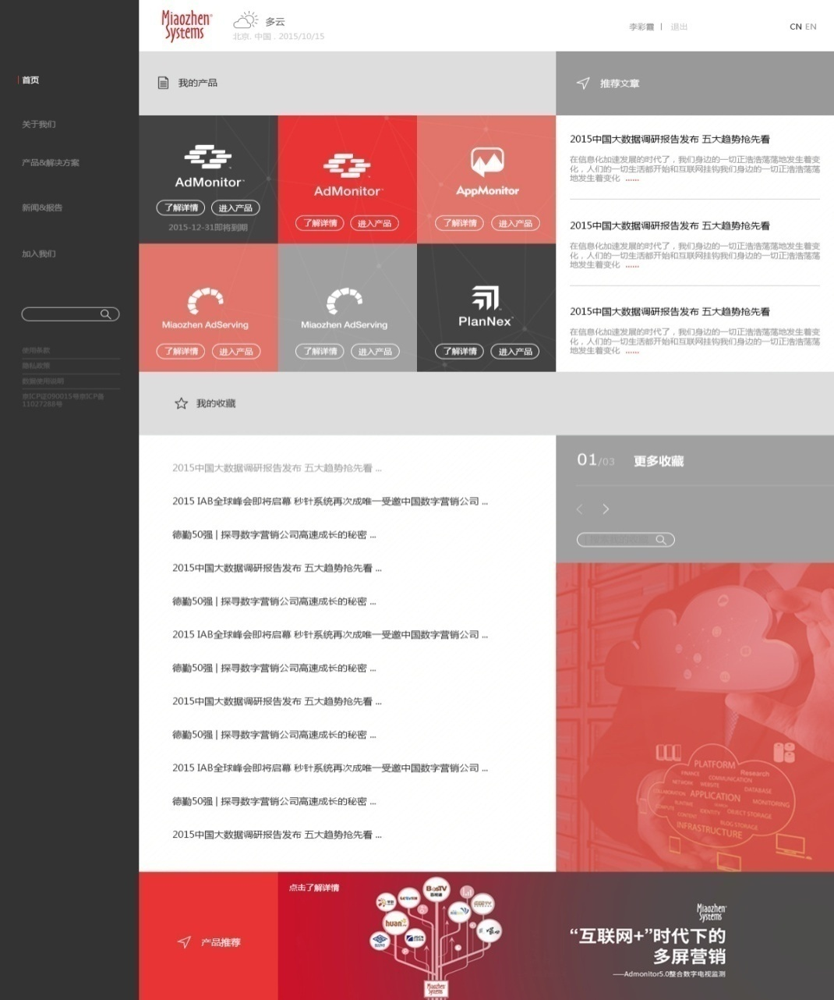 Miaozhen Systems
多云
北京. 中国 . 2015/10/15
李彩霞 | 退出
CN EN
首页
关于我们
产品&解决方案
新闻&报告
加入我们
使用条款
隐私政策
数据使用说明
京ICP证090015号京ICP备
11027288号
我的产品
AdMonitor
了解详情 进入产品
2015-12-31即将到期
AdMonitor
了解详情 进入产品
AppMonitor
了解详情 进入产品
Miaozhen AdServing
了解详情 进入产品
Miaozhen AdServing
了解详情 进入产品
PlanNex
了解详情 进入产品
推荐文章
2015中国大数据调研报告发布 五大趋势抢先看
在信息化加速发展的时代了，我们身边的一切正浩浩荡荡地发生着变
化，人们的一切生活都开始和互联网挂钩我们身边的一切正浩浩荡荡
地发生着变化 ......
2015中国大数据调研报告发布 五大趋势抢先看
在信息化加速发展的时代了，我们身边的一切正浩浩荡荡地发生着变
化，人们的一切生活都开始和互联网挂钩我们身边的一切正浩浩荡荡
地发生着变化 ......
2015中国大数据调研报告发布 五大趋势抢先看
在信息化加速发展的时代了，我们身边的一切正浩浩荡荡地发生着变
化，人们的一切生活都开始和互联网挂钩我们身边的一切正浩浩荡荡
地发生着变化 ......
我的收藏
2015中国大数据调研报告发布 五大趋势抢先看 ...
2015 IAB全球峰会即将启幕 秒针系统再次成唯一受邀中国数字营销公司 ...
德勤50强 | 探寻数字营销公司高速成长的秘密 ...
2015中国大数据调研报告发布 五大趋势抢先看 ...
德勤50强 | 探寻数字营销公司高速成长的秘密 ...
2015 IAB全球峰会即将启幕 秒针系统再次成唯一受邀中国数字营销公司 ...
德勤50强 | 探寻数字营销公司高速成长的秘密 ...
2015中国大数据调研报告发布 五大趋势抢先看 ...
德勤50强 | 探寻数字营销公司高速成长的秘密 ...
2015 IAB全球峰会即将启幕 秒针系统再次成唯一受邀中国数字营销公司 ...
德勤50强 | 探寻数字营销公司高速成长的秘密 ...
2015中国大数据调研报告发布 五大趋势抢先看 ...
01/03 更多收藏
搜索我的收藏
PLATFORM
Research
FINANCE COMMUNICATION
NETWORK WEBSITE
DATABASE
COLLABORATION APPLICATION MONITORING
RUNTIME
IDENTITY OBJECT STORAGE
CONTENT
BLOG STORAGE
INFRASTRUCTURE
产品推荐
点击了解详情
BesTV
huan
Miaozhen Systems
Miaozhen Systems
“互联网+”时代下的
多屏营销
——Admonitor5.0整合数字电视监测